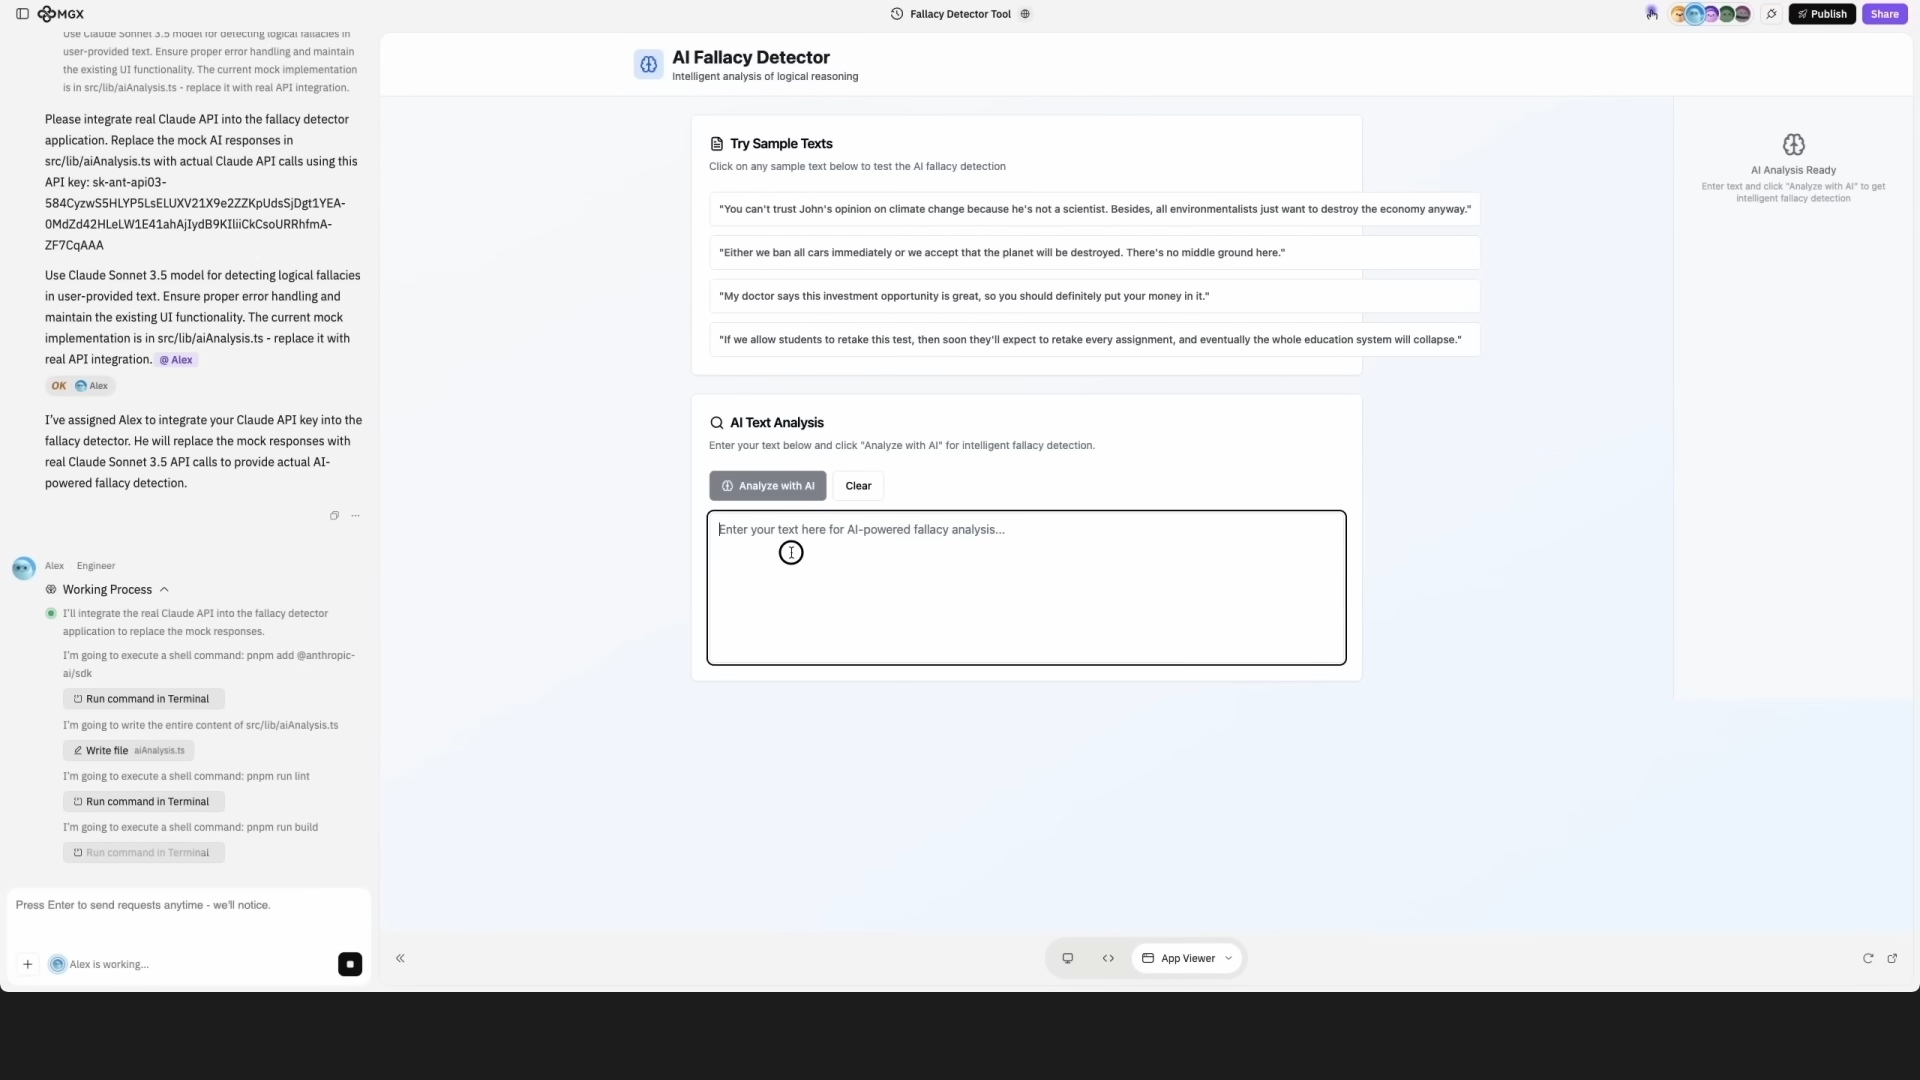 MGX
Fallacy Detector Tool
Publish
Share
Use Claude Sonnet 3.5 model for detecting logical fallacies in
user-provided text. Ensure proper error handling and maintain
the existing UI functionality. The current mock implementation
is in src/lib/aiAnalysis.ts - replace it with real API integration.
Please integrate real Claude API into the fallacy detector
application. Replace the mock AI responses in
src/lib/aiAnalysis.ts with actual Claude API calls using this
API key: sk-ant-api03-
Use Claude Sonnet 3.5 model for detecting logical fallacies
in user-provided text. Ensure proper error handling and
maintain the existing UI functionality. The current mock
implementation is in src/lib/aiAnalysis.ts - replace it with
real API integration. @ Alex
OK Alex
I've assigned Alex to integrate your Claude API key into the
fallacy detector. He will replace the mock responses with
real Claude Sonnet 3.5 API calls to provide actual AI-
powered fallacy detection.
Alex Engineer
Working Process
I'll integrate the real Claude API into the fallacy detector
application to replace the mock responses.
I'm going to execute a shell command: pnpm add @anthropic-
ai/sdk
Run command in Terminal
I'm going to write the entire content of src/lib/aiAnalysis.ts
Write file aiAnalysis.ts
I'm going to execute a shell command: pnpm run lint
Run command in Terminal
I'm going to execute a shell command: pnpm run build
Run command in Terminal
Press Enter to send requests anytime - we'll notice.
Alex is working...
AI Fallacy Detector
Intelligent analysis of logical reasoning
Try Sample Texts
Click on any sample text below to test the AI fallacy detection
"You can't trust John's opinion on climate change because he's not a scientist. Besides, all environmentalists just want to destroy the economy anyway."
"Either we ban all cars immediately or we accept that the planet will be destroyed. There's no middle ground here."
"My doctor says this investment opportunity is great, so you should definitely put your money in it."
"If we allow students to retake this test, then soon they'll expect to retake every assignment, and eventually the whole education system will collapse."
AI Text Analysis
Enter your text below and click "Analyze with AI" for intelligent fallacy detection.
Analyze with AI
Clear
Enter your text here for AI-powered fallacy analysis...
AI Analysis Ready
Enter text and click "Analyze with AI" to get
intelligent fallacy detection
App Viewer